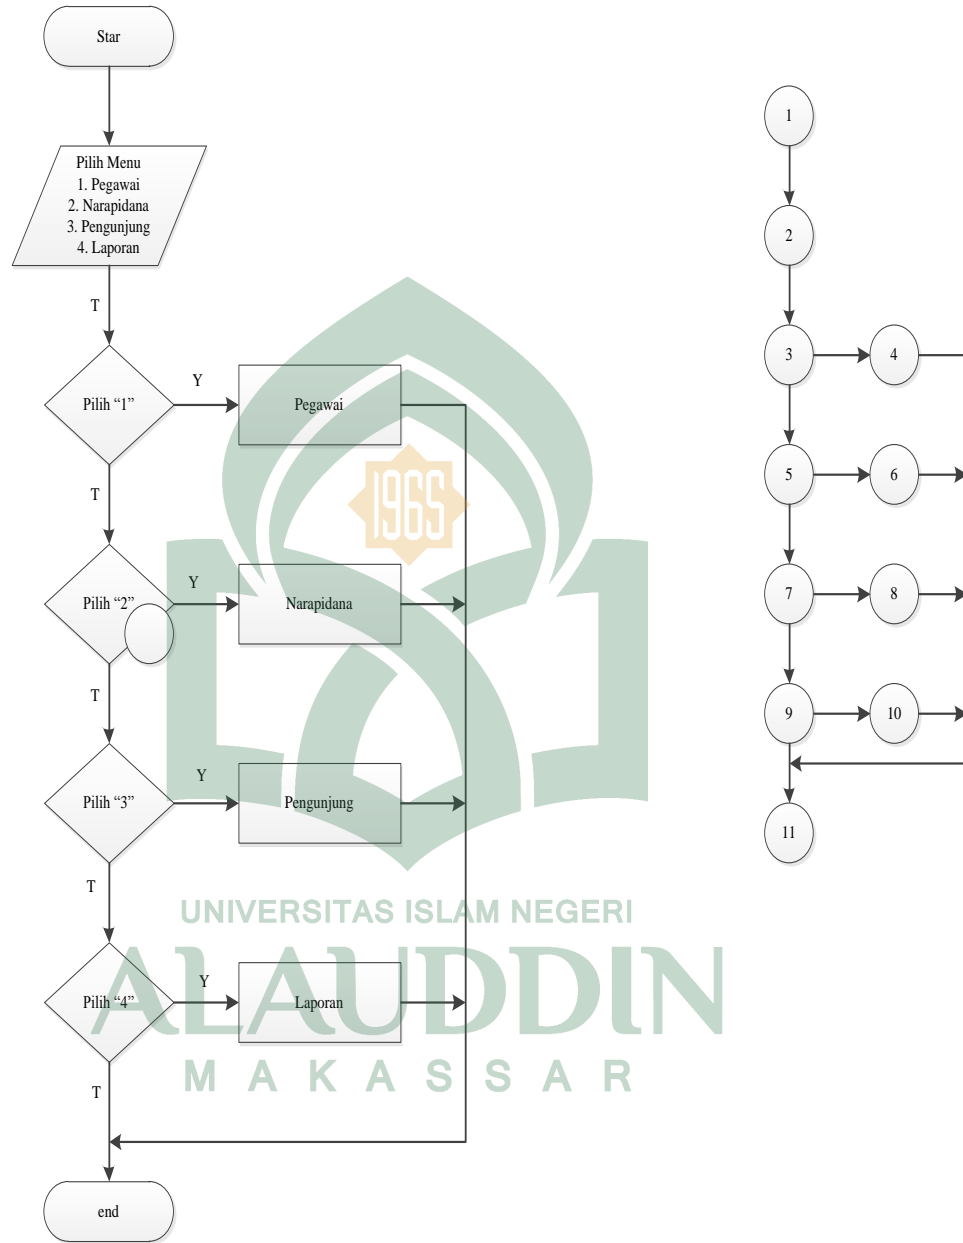 Star
Pilih Menu
1. Pegawai
2. Narapidana
3. Pengunjung
4. Laporan
T
Pilih “1”
Y
Pegawai
T
Pilih “2”
Y
Narapidana
T
Pilih “3”
Y
Pengunjung
T
Pilih “4”
Y
Laporan
T
end
1
2
3
4
5
6
7
8
9
10
11
1965
UNIVERSITAS ISLAM NEGERI
ALAUDDIN
MAKASSAR